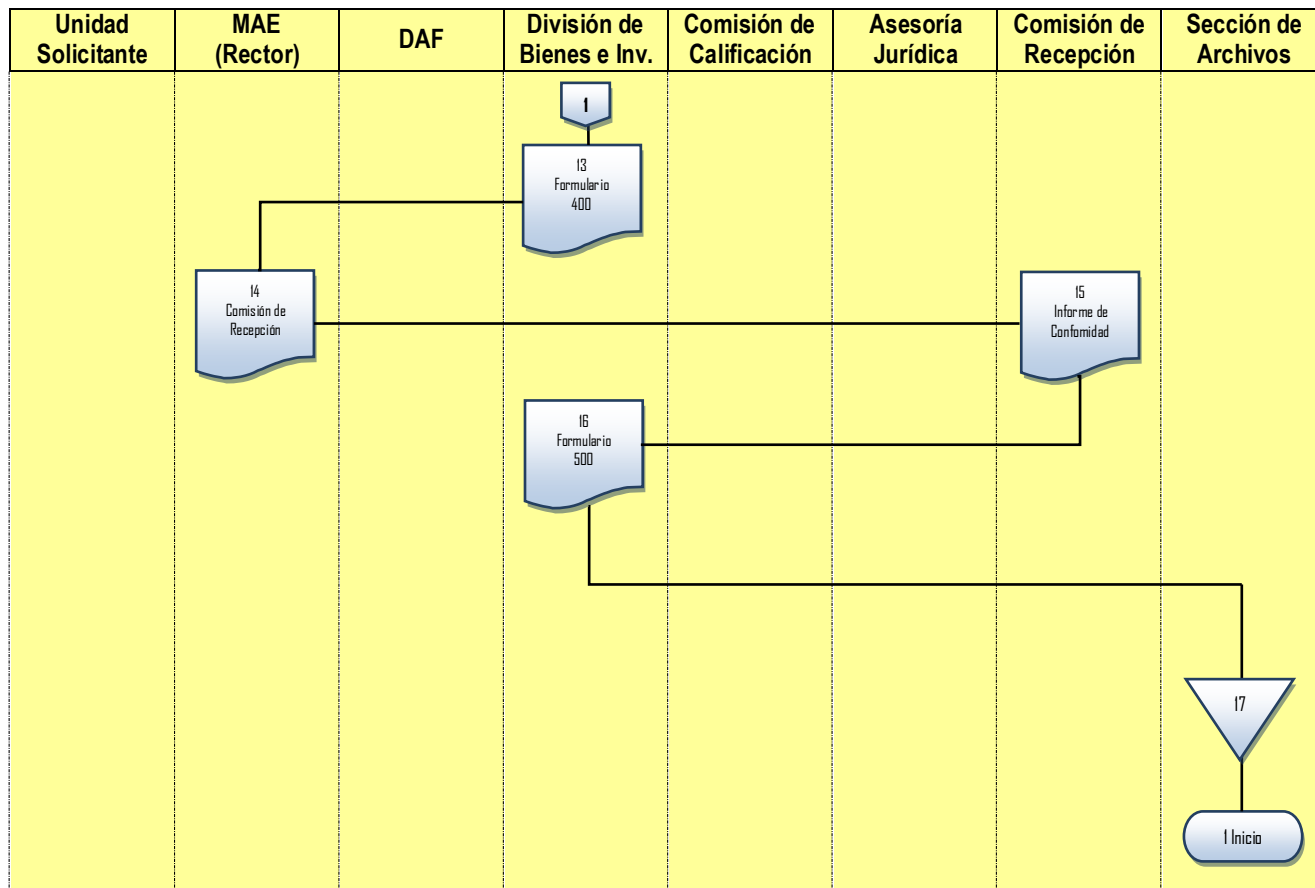 Unidad
Solicitante
MAE
(Rector)
DAF
División de
Bienes e Inv.
Comisión de
Calificación
Asesoría
Jurídica
Comisión de
Recepción
Sección de
Archivos
1
13
Formulario
400
14
Comisión de
Recepción
15
Informe de
Confomidad
16
Formulario
500
17
1 Inicio